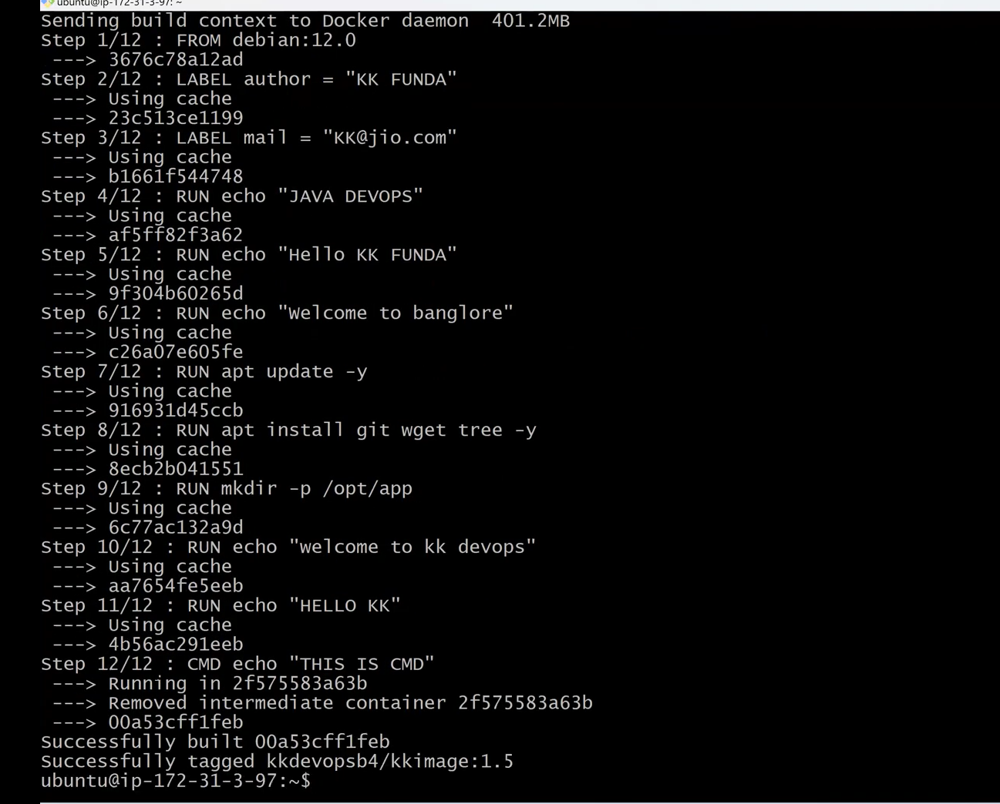 ubuntu@ip-172-31-3-97: ~
Sending build context to Docker daemon  401.2MB
Step 1/12 : FROM debian:12.0
 ---> 3676c78a12ad
Step 2/12 : LABEL author = "KK FUNDA"
 ---> Using cache
 ---> 23c513ce1199
Step 3/12 : LABEL mail = "KK@jio.com"
 ---> Using cache
 ---> b1661f544748
Step 4/12 : RUN echo "JAVA DEVOPS"
 ---> Using cache
 ---> af5ff82f3a62
Step 5/12 : RUN echo "Hello KK FUNDA"
 ---> Using cache
 ---> 9f304b60265d
Step 6/12 : RUN echo "Welcome to banglore"
 ---> Using cache
 ---> c26a07e605fe
Step 7/12 : RUN apt update -y
 ---> Using cache
 ---> 916931d45ccb
Step 8/12 : RUN apt install git wget tree -y
 ---> Using cache
 ---> 8ecb2b041551
Step 9/12 : RUN mkdir -p /opt/app
 ---> Using cache
 ---> 6c77ac132a9d
Step 10/12 : RUN echo "welcome to kk devops"
 ---> Using cache
 ---> aa7654fe5eeb
Step 11/12 : RUN echo "HELLO KK"
 ---> Using cache
 ---> 4b56ac291eeb
Step 12/12 : CMD echo "THIS IS CMD"
 ---> Running in 2f575583a63b
 ---> Removed intermediate container 2f575583a63b
 ---> 00a53cff1feb
Successfully built 00a53cff1feb
Successfully tagged kkdevopsb4/kkimage:1.5
ubuntu@ip-172-31-3-97:~$